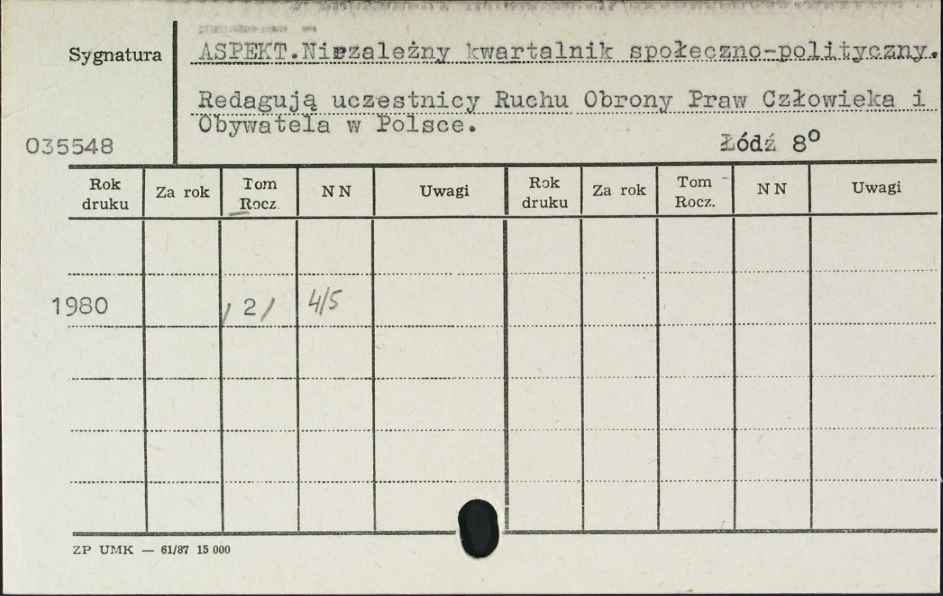 Sygnatura
ASPEKT.Niezależny kwartalnik społeczno-polityczny.
Redagują uczestnicy Ruchu Obrony Praw Człowieka i
Obywatela w Polsce.
035548
Łódź 8°
Rok druku Za rok Tom Rocz. N N Uwagi Rok druku Za rok Tom Rocz. N N Uwagi
1980 / 2 / 4/5
ZP UMK — 61/87 15 000